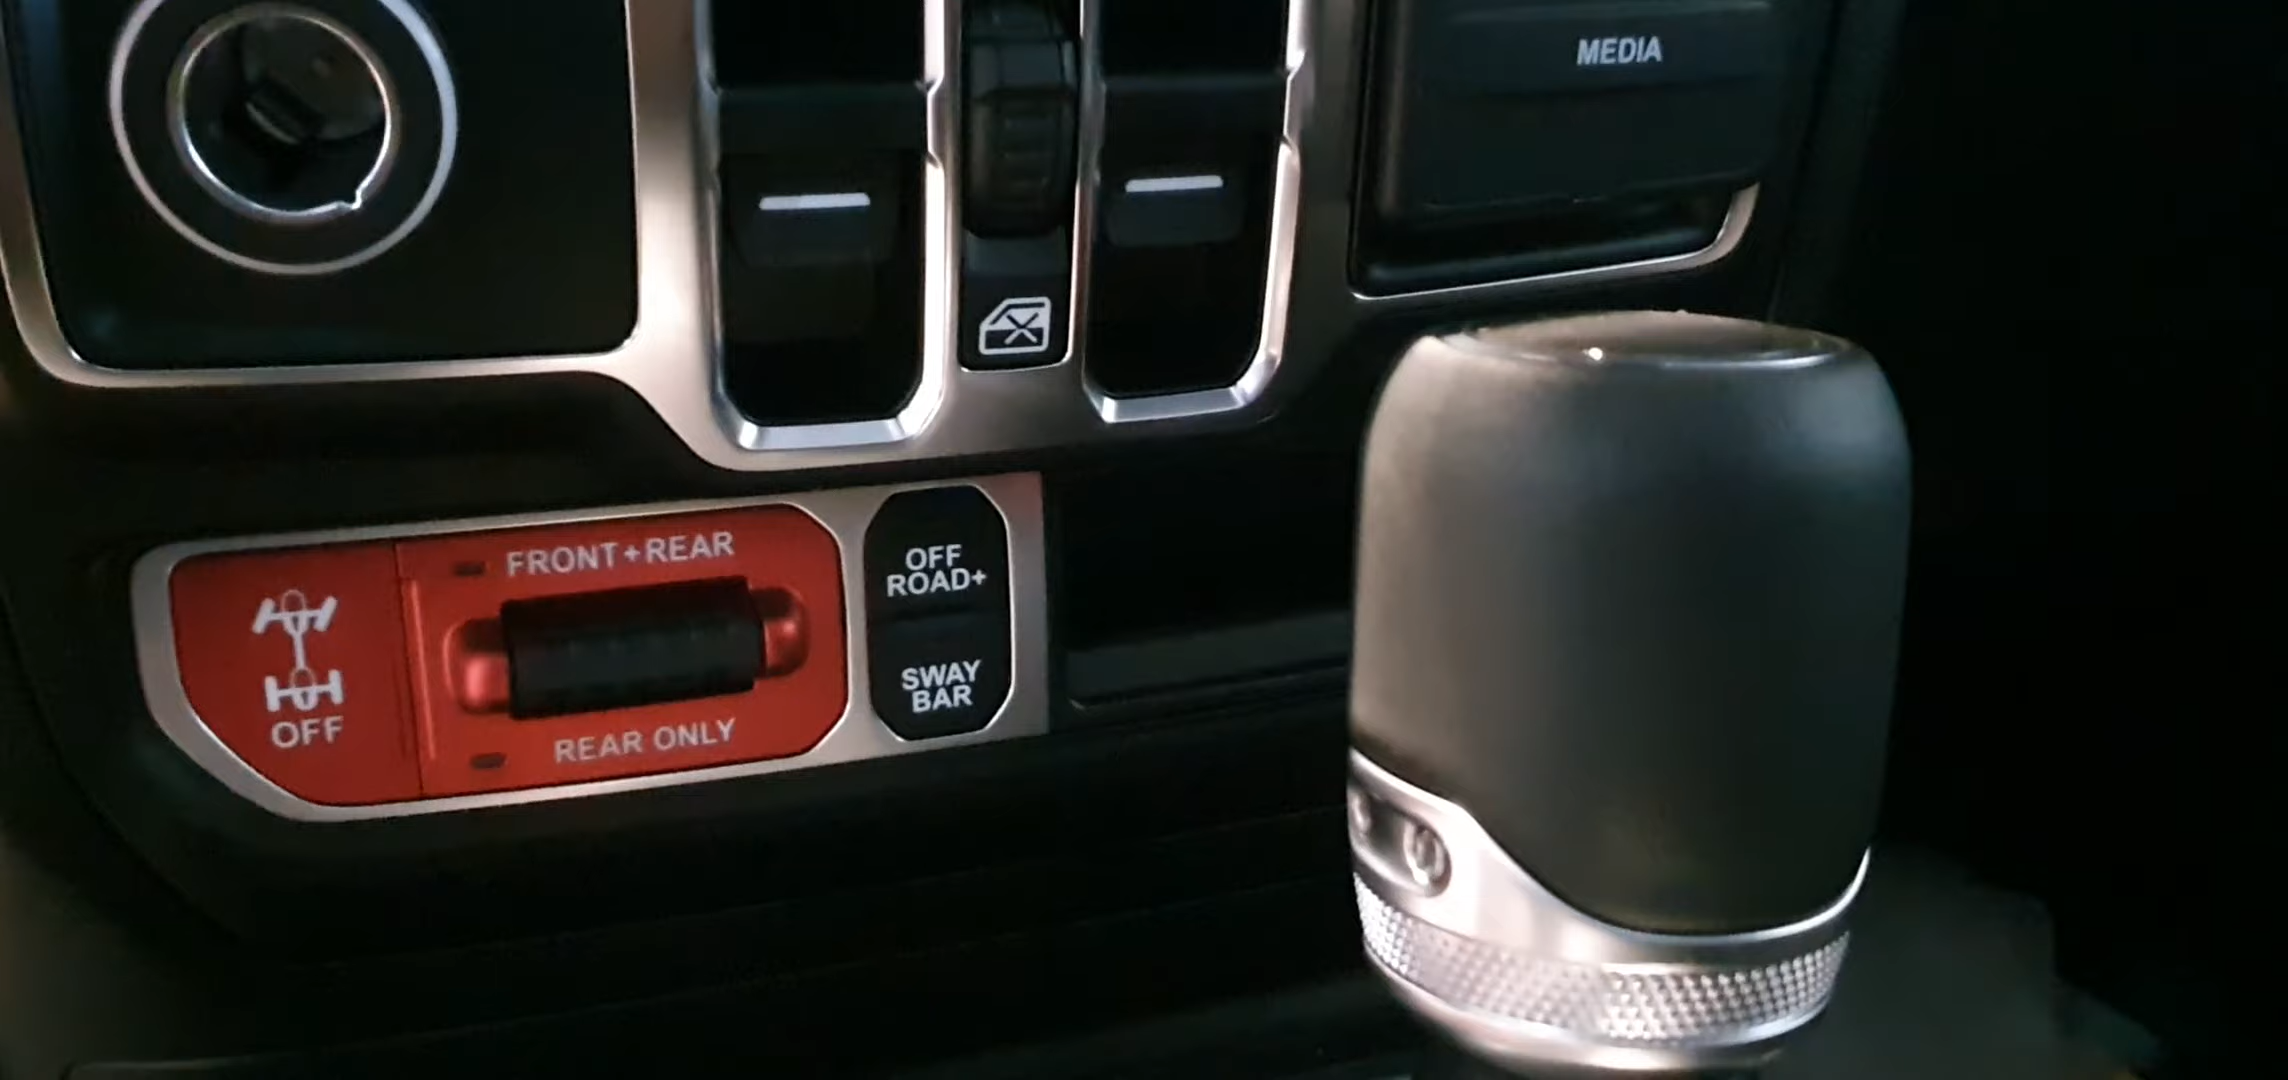 MEDIA
FRONT+REAR
OFF
REAR ONLY
OFF
ROAD+
SWAY
BAR